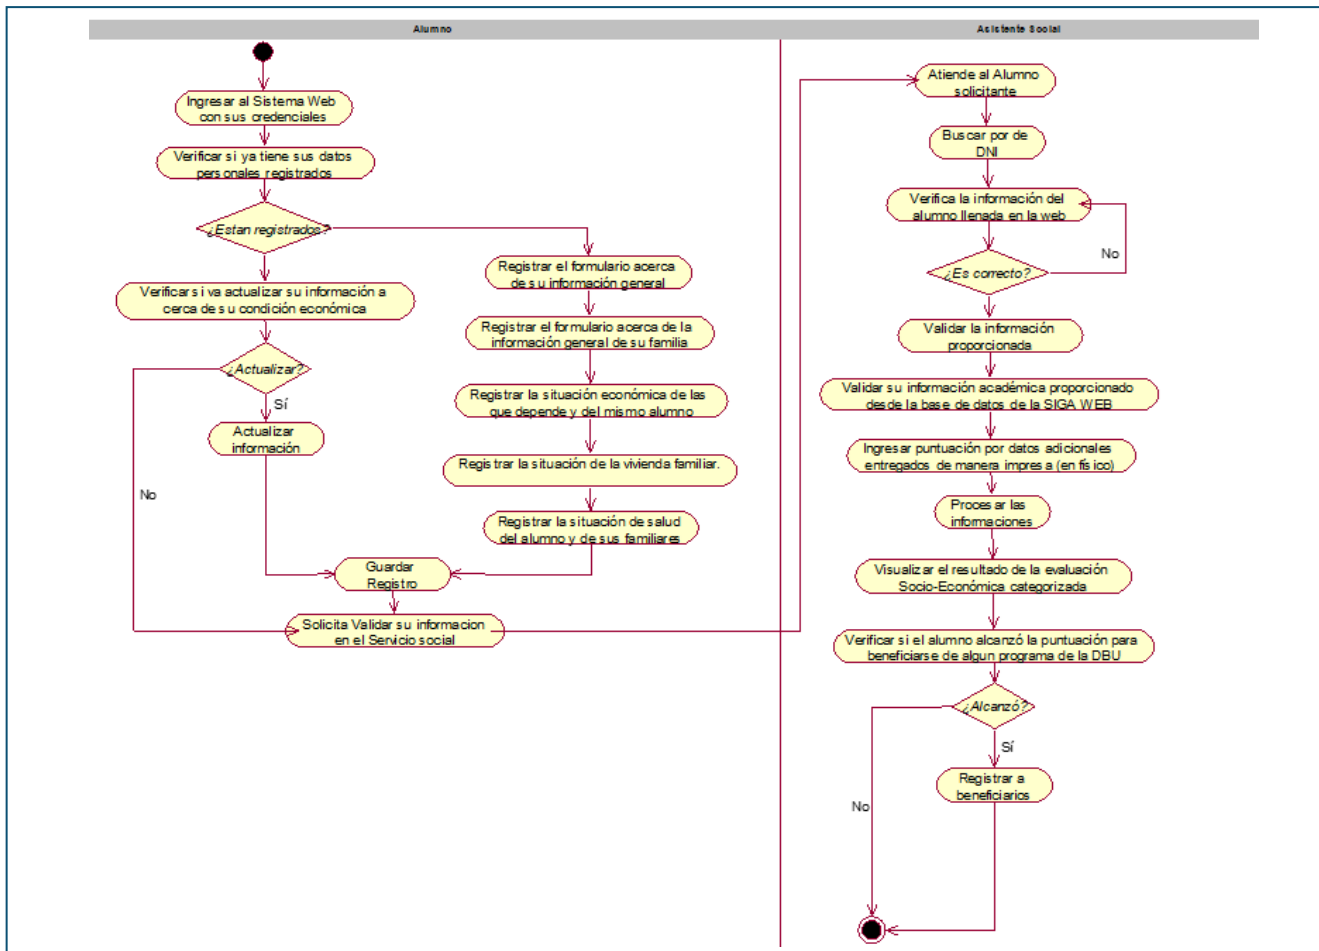 Alumno
Asistente Social
Ingresar al Sistema Web
con sus credenciales
Verificar si ya tiene sus datos
personales registrados
¿Estan registrados?
Verificar si va actualizar su información a
cerca de su condición económica
¿Actualizar?
Sí
No
Actualizar
información
Registrar el formulario acerca
de su información general
Registrar el formulario acerca de la
información general de su familia
Registrar la situación económica de las
que depende y del mismo alumno
Registrar la situación de la vivienda familiar.
Registrar la situación de salud
del alumno y de sus familiares
Guardar
Registro
Solicita Validar su informacion
en el Servicio social
Atiende al Alumno
solicitante
Buscar por de
DNI
Verifica la información del
alumno llenada en la web
No
¿Es correcto?
Validar la información
proporcionada
Validar su información académica proporcionado
desde la base de datos de la SIGA WEB
Ingresar puntuación por datos adicionales
entregados de manera impresa (en físico)
Procesar las
informaciones
Visualizar el resultado de la evaluación
Socio-Económica categorizada
Verificar si el alumno alcanzó la puntuación para
beneficiarse de algun programa de la DBU
¿Alcanzó?
Sí
No
Registrar a
beneficiarios